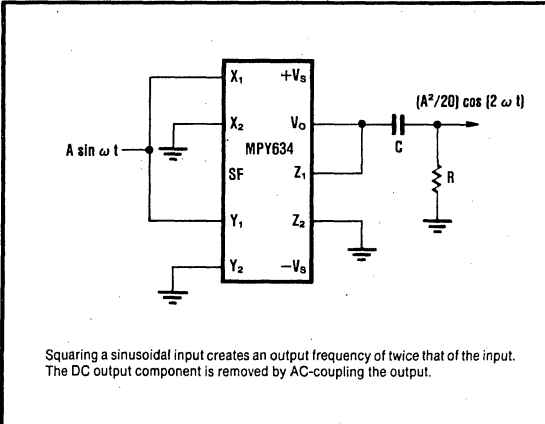 X₁ +Vs
(A²/20) cos (2 ω t)
X₂ Vo
MPY634
C
A sin ω t
SF Z₁
R
Y₁ Z₂
Y₂ −Vs
Squaring a sinusoidal input creates an output frequency of twice that of the input.
The DC output component is removed by AC-coupling the output.